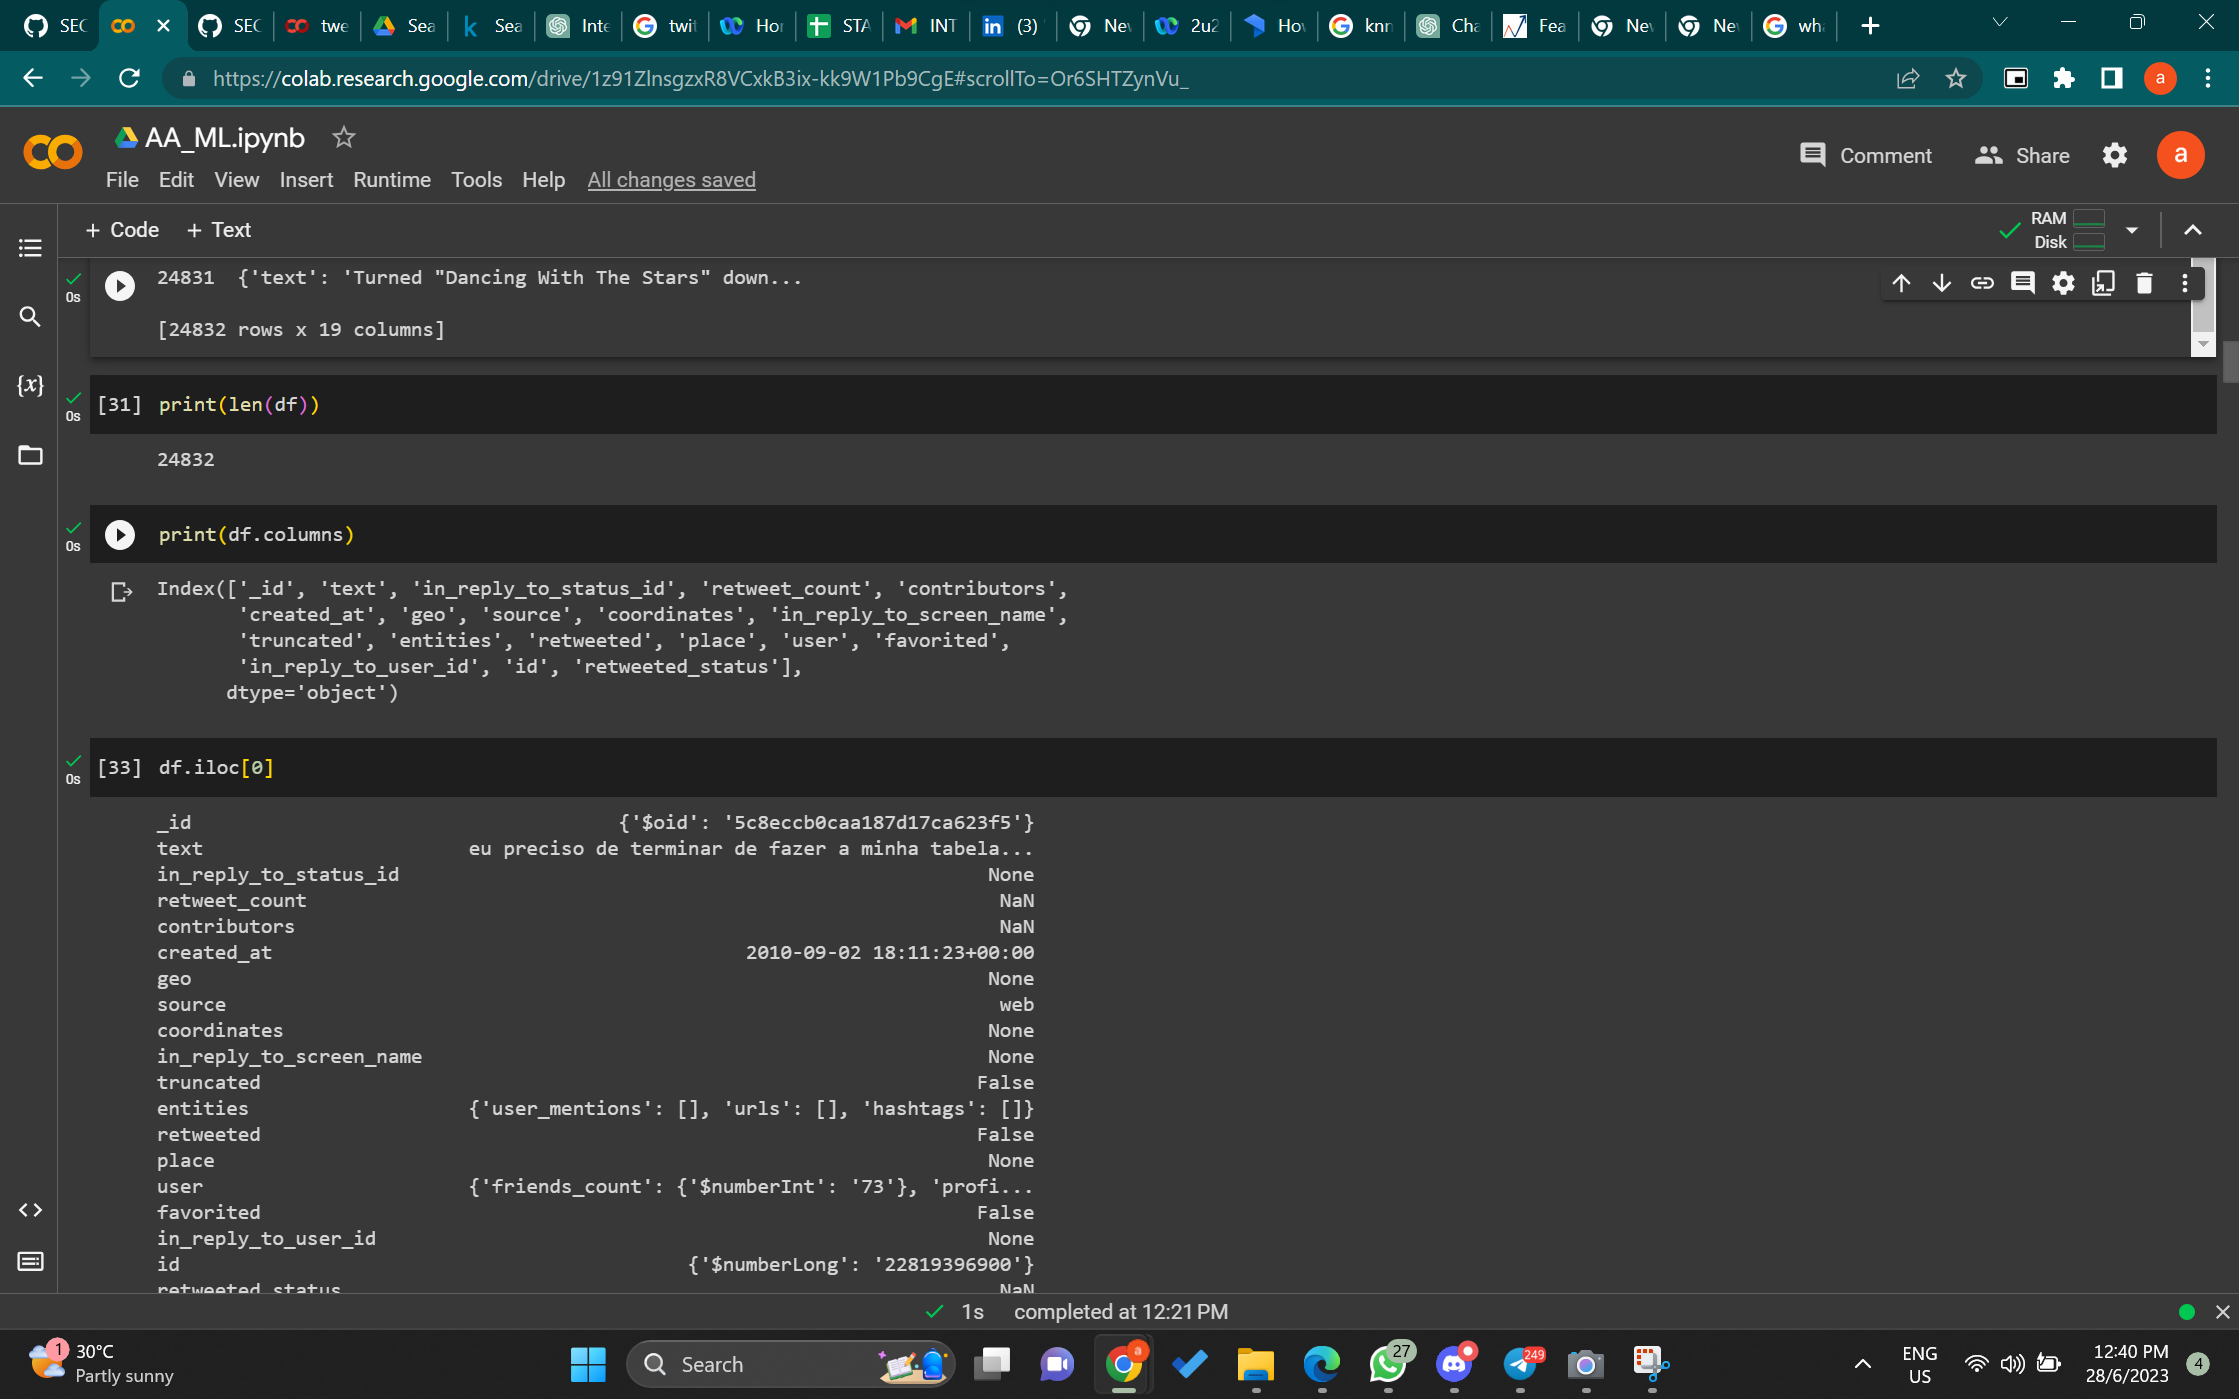 SEC
SEC
twe
Sea
Sea
Inte
twit
Hor
STA
INT
(3)
Nev
2u2
Hov
knn
Cha
Fea
Nev
Nev
wha
https://colab.research.google.com/drive/1z91ZlnsgzxR8VCxkB3ix-kk9W1Pb9CgE#scrollTo=Or6SHTZynVu_
a
AA_ML.ipynb
Comment
Share
a
File Edit View Insert Runtime Tools Help All changes saved
+ Code + Text
RAM
Disk
0s
24831 {'text': 'Turned "Dancing With The Stars" down...
[24832 rows x 19 columns]
0s
[31] print(len(df))
24832
0s
print(df.columns)
Index(['_id', 'text', 'in_reply_to_status_id', 'retweet_count', 'contributors',
'created_at', 'geo', 'source', 'coordinates', 'in_reply_to_screen_name',
'truncated', 'entities', 'retweeted', 'place', 'user', 'favorited',
'in_reply_to_user_id', 'id', 'retweeted_status'],
dtype='object')
0s
[33] df.iloc[0]
_id {'$oid': '5c8eccb0caa187d17ca623f5'}
text eu preciso de terminar de fazer a minha tabela...
in_reply_to_status_id None
retweet_count NaN
contributors NaN
created_at 2010-09-02 18:11:23+00:00
geo None
source web
coordinates None
in_reply_to_screen_name None
truncated False
entities {'user_mentions': [], 'urls': [], 'hashtags': []}
retweeted False
place None
user {'friends_count': {'$numberInt': '73'}, 'profi...
favorited False
in_reply_to_user_id None
id {'$numberLong': '22819396900'}
retweeted_status NaN
1s completed at 12:21 PM
1
30°C
Partly sunny
Search
a
27
249
ENG
US
12:40 PM
28/6/2023
4